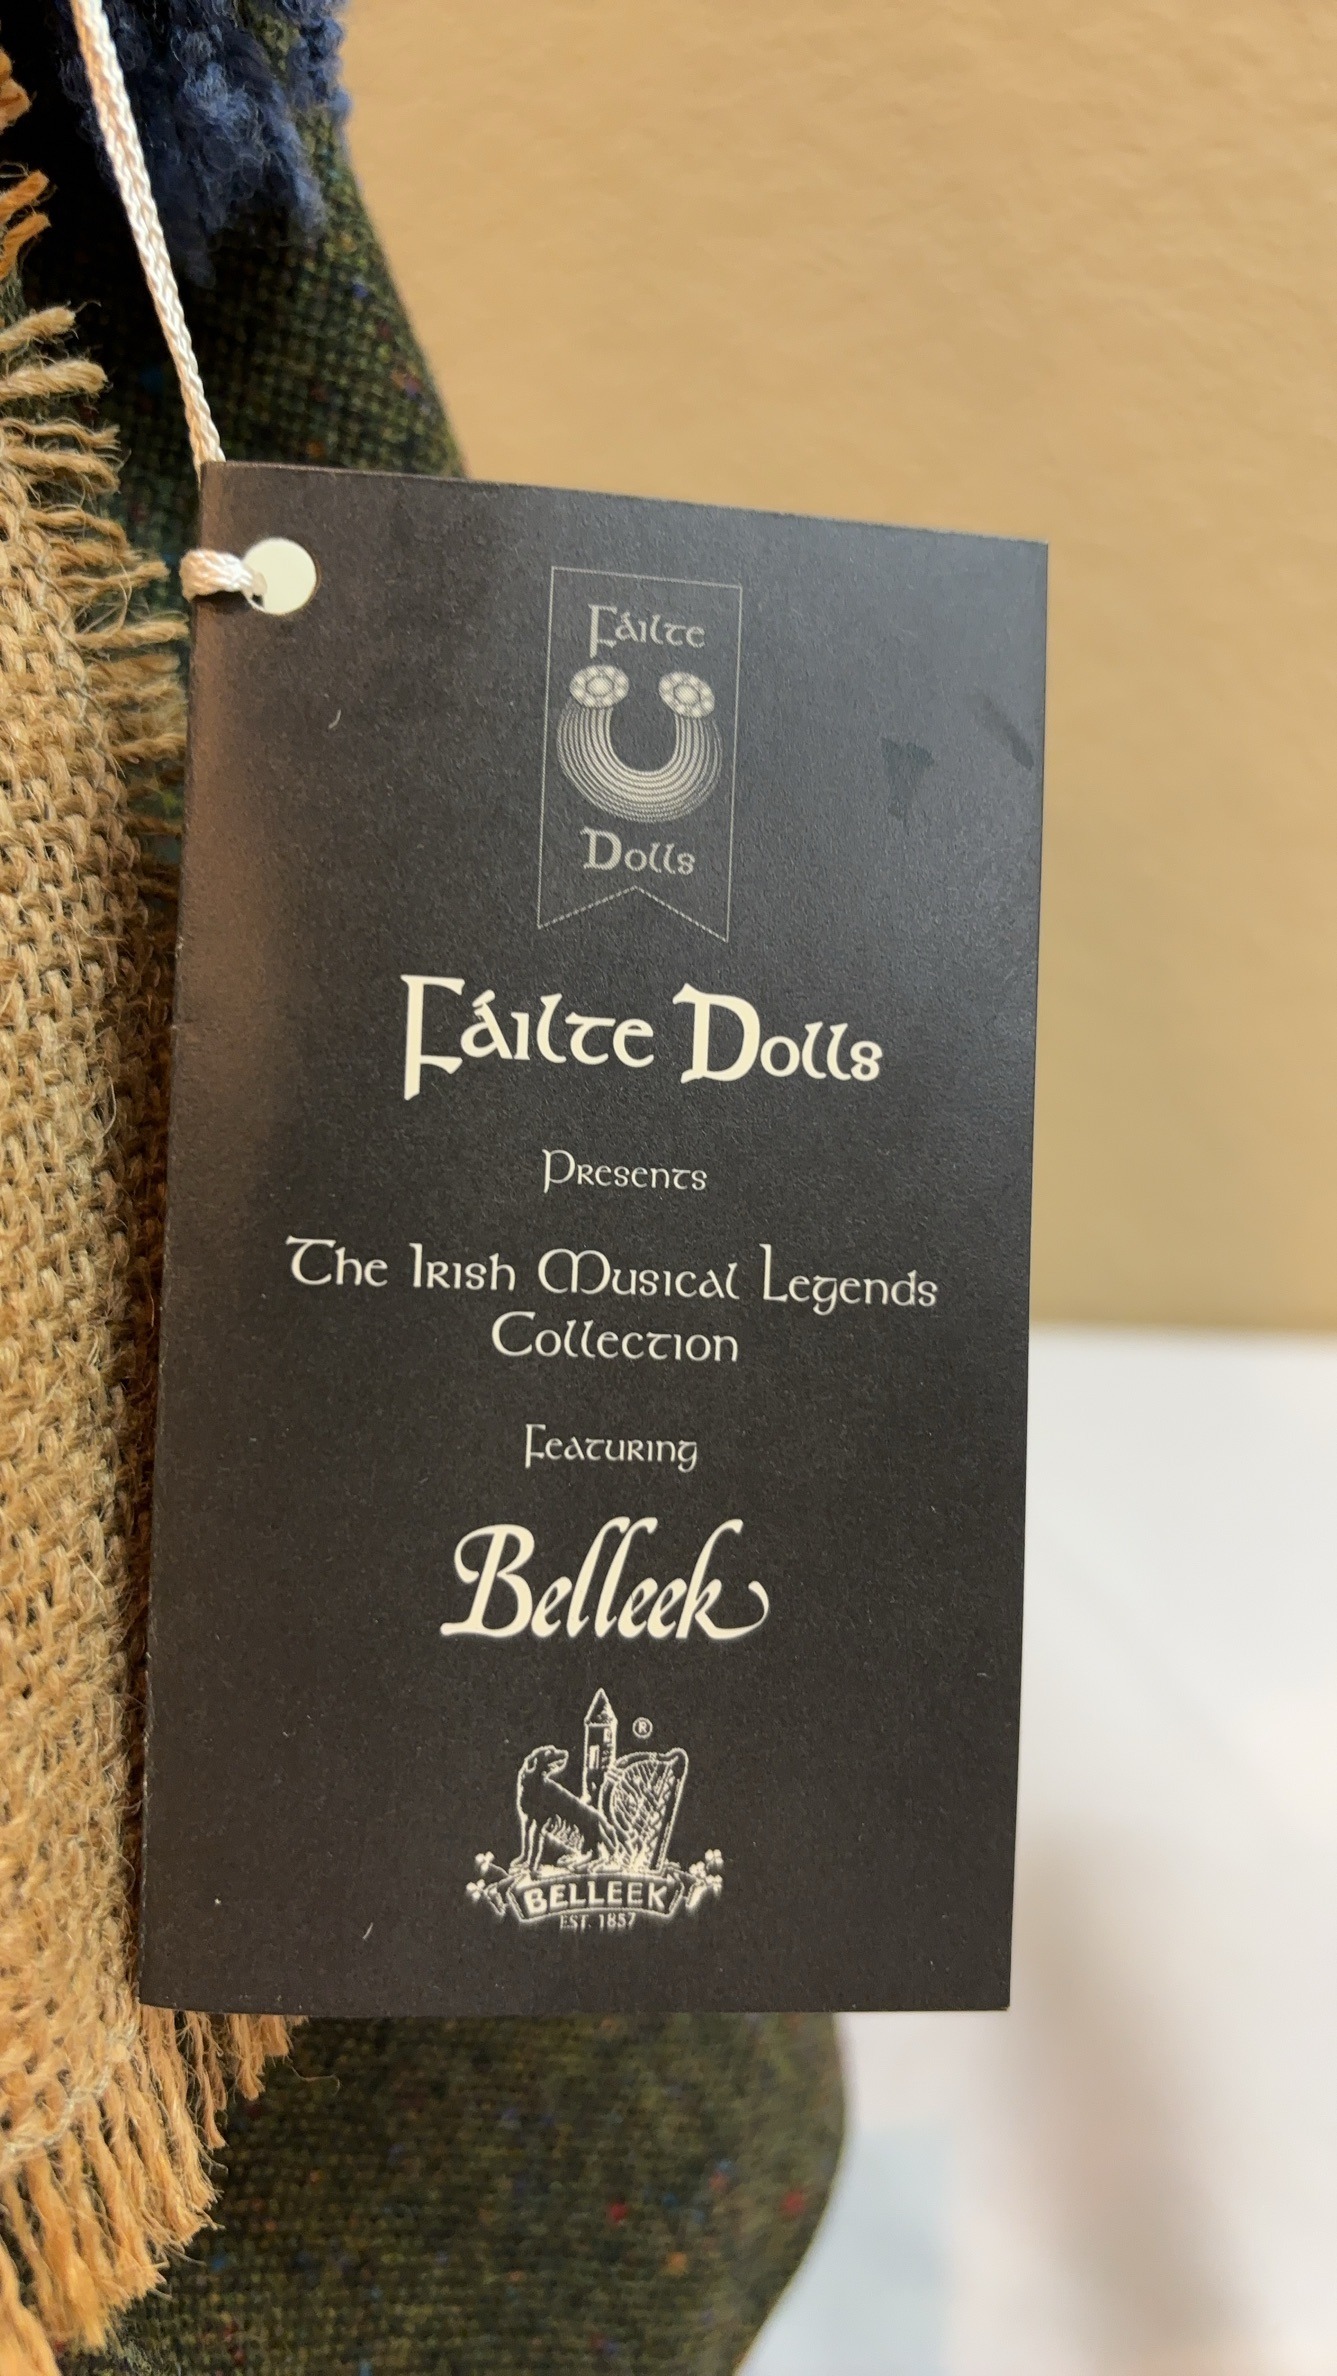 Fáilte
Dolls
Fáilte Dolls
Presents
The Irish Musical Legends
Collection
Featuring
Belleek
®
BELLEEK
EST. 1857